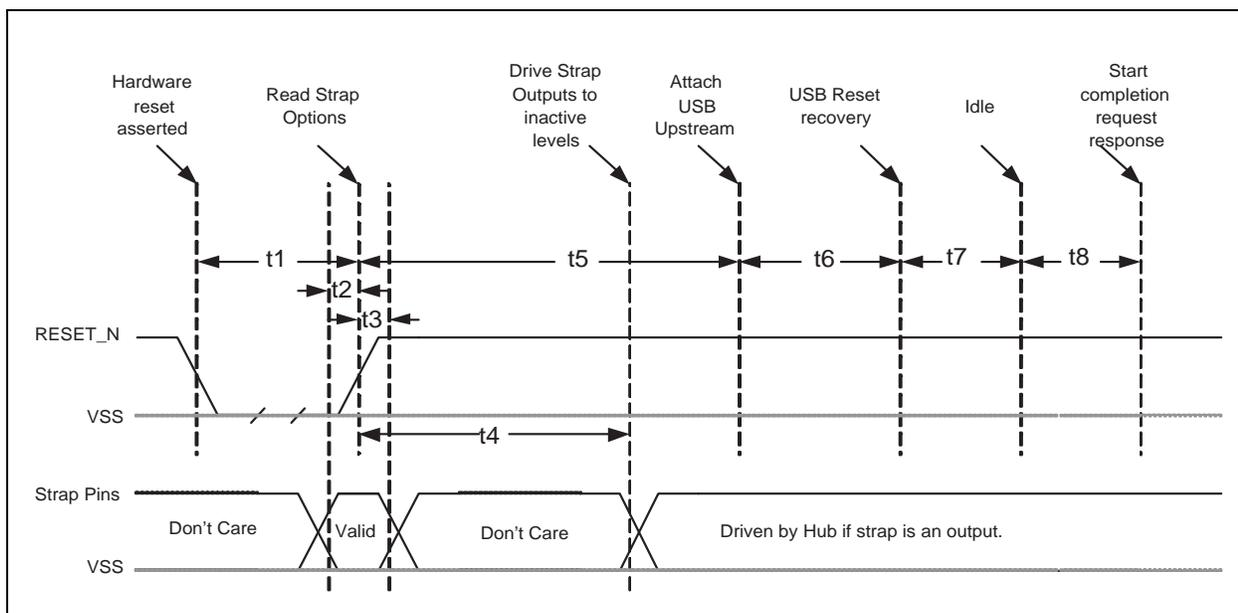 Hardware
reset
asserted
Read Strap
Options
Drive Strap
Outputs to
inactive
levels
Attach
USB
Upstream
USB Reset
recovery
Idle
Start
completion
request
response
t1
t5
t6
t7
t8
t2
t3
RESET_N
VSS
t4
Strap Pins
Don't Care
Valid
Don't Care
Driven by Hub if strap is an output.
VSS